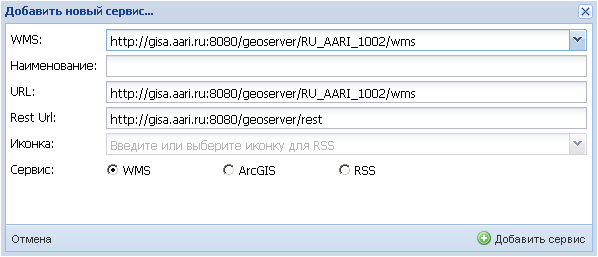 Добавить новый сервис...
WMS: http://gisa.aari.ru:8080/geoserver/RU_AARI_1002/wms
Наименование:
URL: http://gisa.aari.ru:8080/geoserver/RU_AARI_1002/wms
Rest Url: http://gisa.aari.ru:8080/geoserver/rest
Иконка: Введите или выберите иконку для RSS
Сервис: WMS ArcGIS RSS
Отмена Добавить сервис